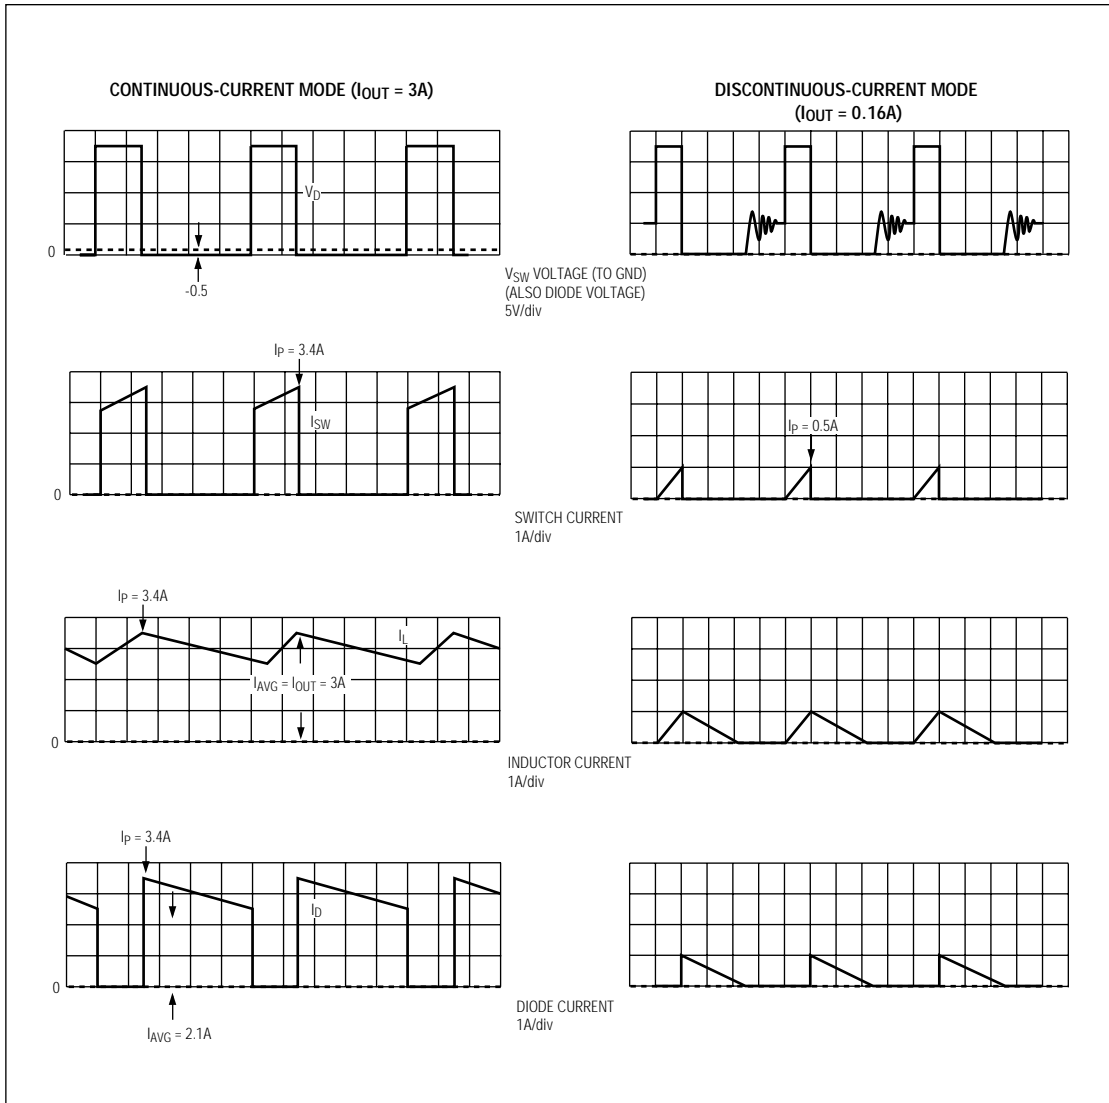 CONTINUOUS-CURRENT MODE (IOUT = 3A)
DISCONTINUOUS-CURRENT MODE
(IOUT = 0.16A)
VD
0
-0.5
VSW VOLTAGE (TO GND)
(ALSO DIODE VOLTAGE)
5V/div
IP = 3.4A
ISW
0
IP = 0.5A
SWITCH CURRENT
1A/div
IP = 3.4A
IL
IAVG = IOUT = 3A
0
INDUCTOR CURRENT
1A/div
IP = 3.4A
ID
0
IAVG = 2.1A
DIODE CURRENT
1A/div